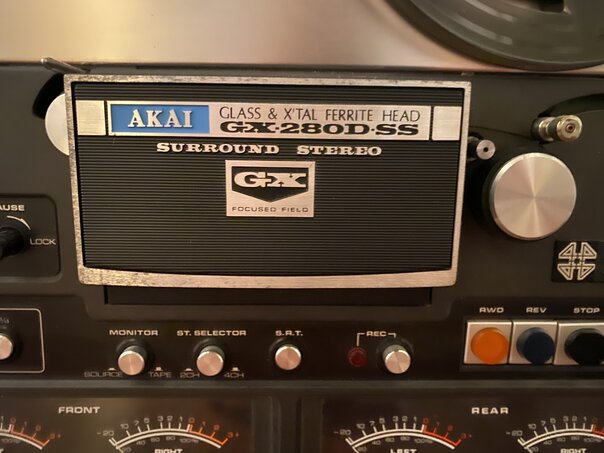 AKAI
GLASS & X'TAL FERRITE HEAD
GX-280D-SS
SURROUND STEREO
GX
FOCUSED FIELD
LOCK
RWD REV STOP
MONITOR ST. SELECTOR S.R.T. REC
SOURCE TAPE 2CH 4CH
FRONT REAR
RIGHT LEFT RIGHT